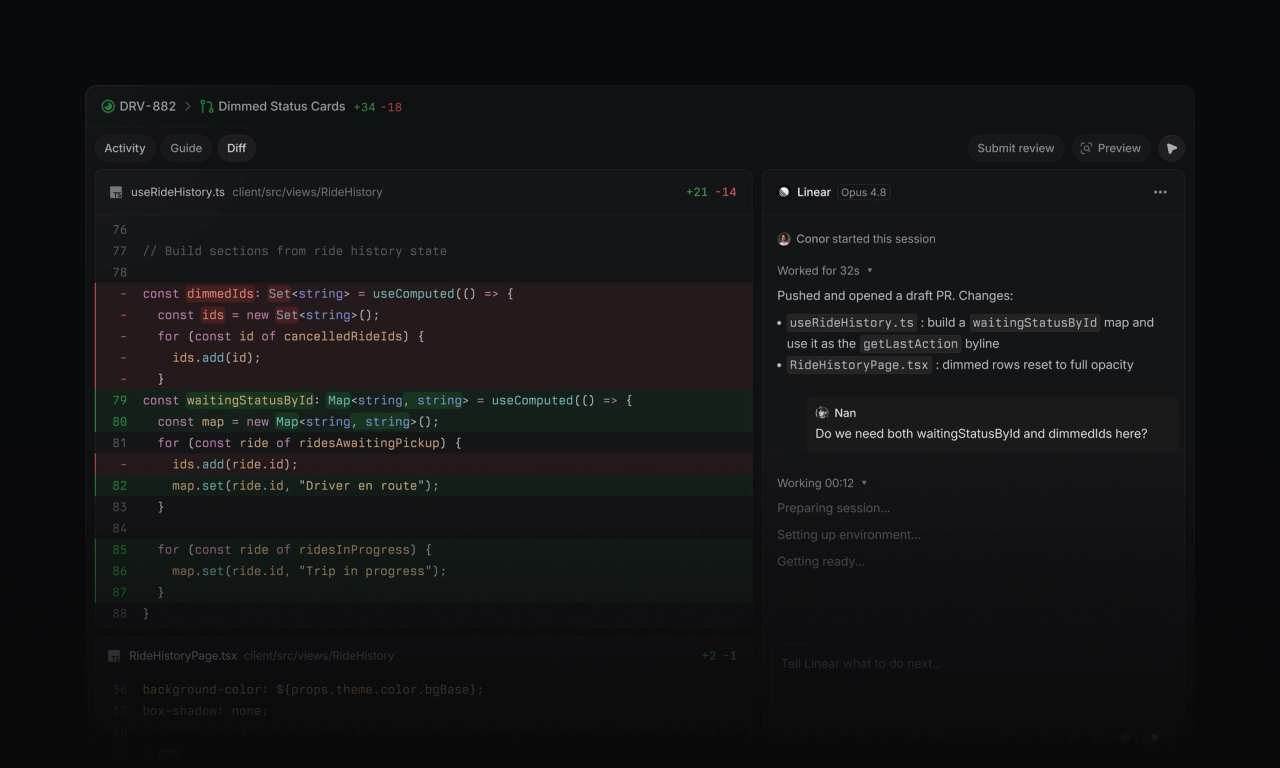 DRV-882 > Dimmed Status Cards +34 -18
Activity Guide Diff
Submit review Preview
useRideHistory.ts client/src/views/RideHistory +21 -14
76
77 // Build sections from ride history state
78
- const dimmedIds: Set<string> = useComputed(() => {
- const ids = new Set<string>();
- for (const id of cancelledRideIds) {
- ids.add(id);
- }
79 const waitingStatusById: Map<string, string> = useComputed(() => {
80 const map = new Map<string, string>();
81 for (const ride of ridesAwaitingPickup) {
- ids.add(ride.id);
82 map.set(ride.id, "Driver en route");
83 }
84
85 for (const ride of ridesInProgress) {
86 map.set(ride.id, "Trip in progress");
87 }
88 }
RideHistoryPage.tsx client/src/views/RideHistory +2 -1
36 background-color: ${props.theme.color.bgBase};
37 box-shadow: none;
38
Linear Opus 4.8
Conor started this session
Worked for 32s
Pushed and opened a draft PR. Changes:
• useRideHistory.ts : build a waitingStatusById map and
use it as the getLastAction byline
• RideHistoryPage.tsx : dimmed rows reset to full opacity
Nan
Do we need both waitingStatusById and dimmedIds here?
Working 00:12
Preparing session...
Setting up environment...
Getting ready...
Tell Linear what to do next...